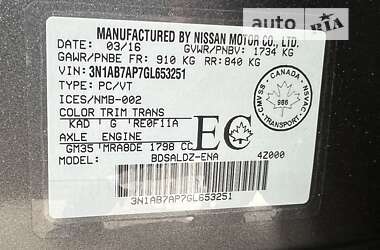 auto RIA
MANUFACTURED BY NISSAN MOTOR CO., LTD.
DATE: 03/16 GVWR/PNBV: 1734 KG
GAWR/PNBE FR: 910 KG RR: 840 KG
VIN: 3N1AB7AP7GL653251
TYPE: PC/VT
ICES/NMB-002
COLOR TRIM TRANS
KAD G RE0F11A
AXLE ENGINE
GM35 MRA8DE 1798 CC
MODEL: BDSALDZ-ENA 4Z000
EC
CANADA
CMVSS NSVAC
986
3N1AB7AP7GL653251